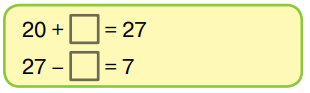 20 + □ = 27
27 – □ = 7